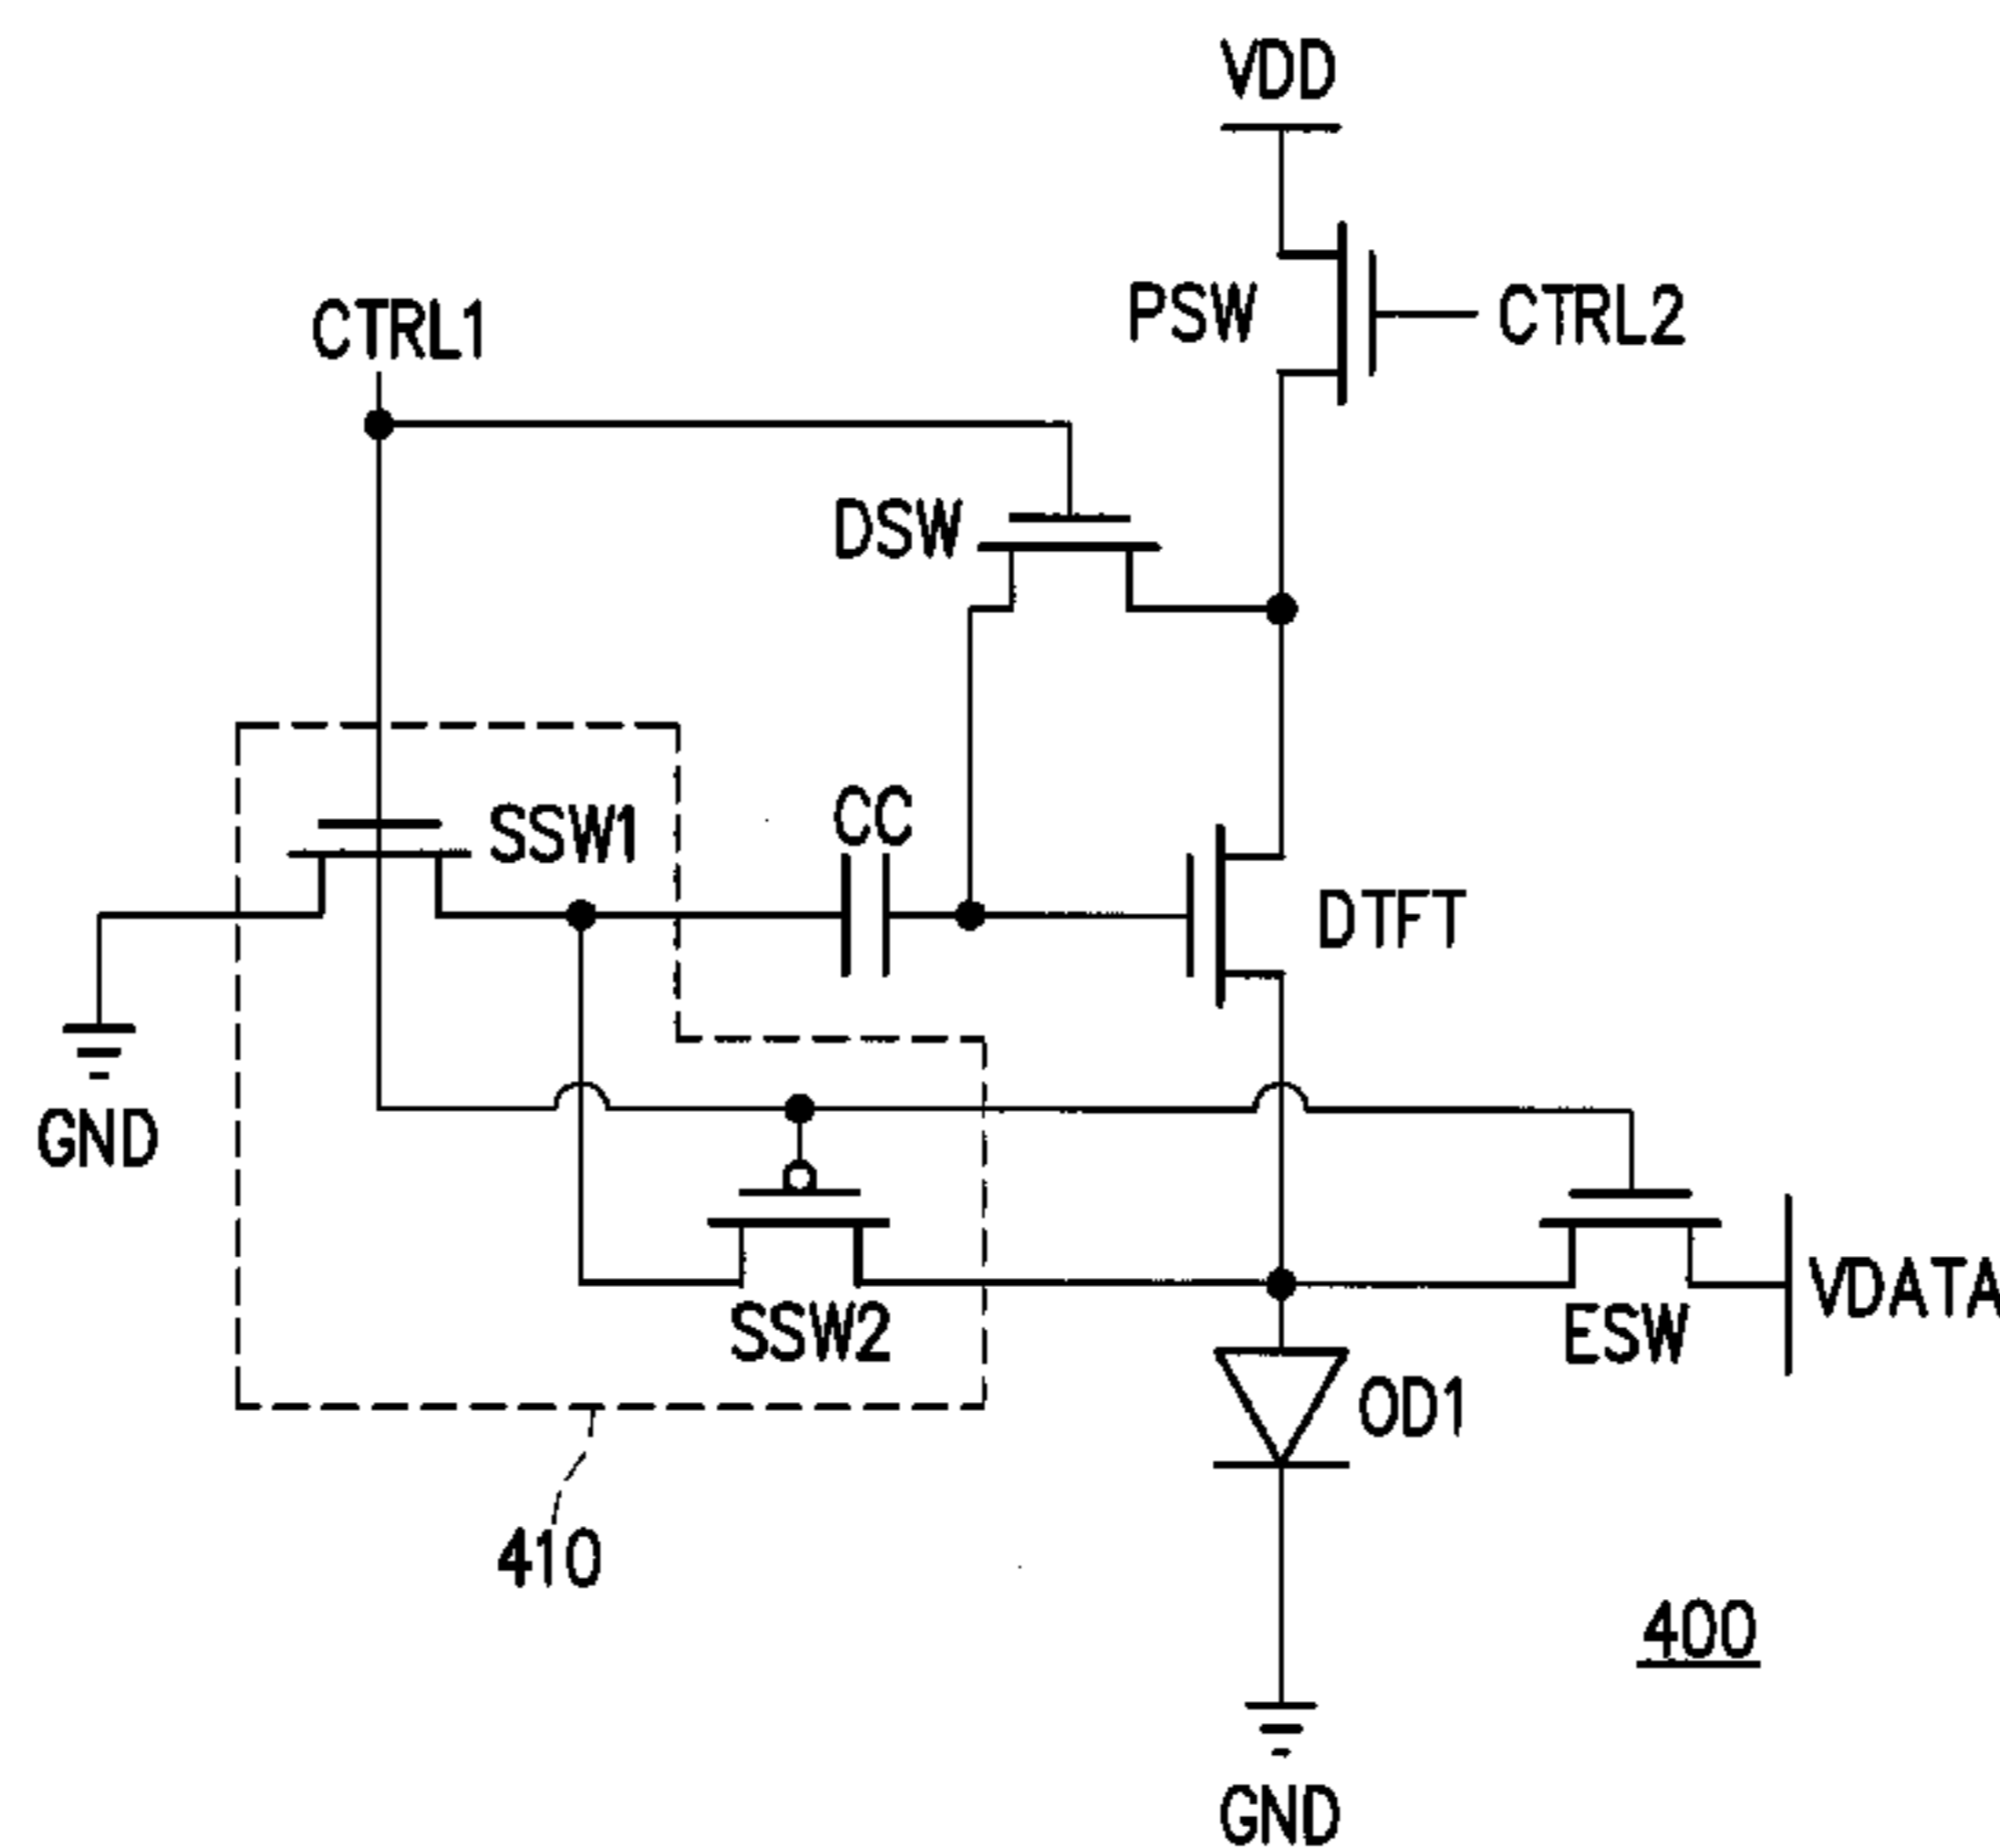 VDD
PSW
CTRL2
CTRL1
DSW
SSW1
CC
DTFT
GND
VDATA
SSW2
ESW
OD1
410
400
GND